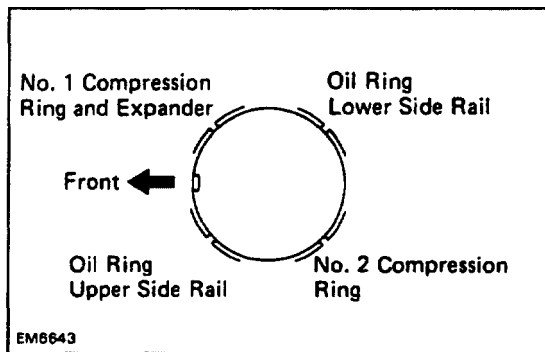 No. 1 Compression
Ring and Expander
Oil Ring
Lower Side Rail
Front
Oil Ring
Upper Side Rail
No. 2 Compression
Ring
EM6643